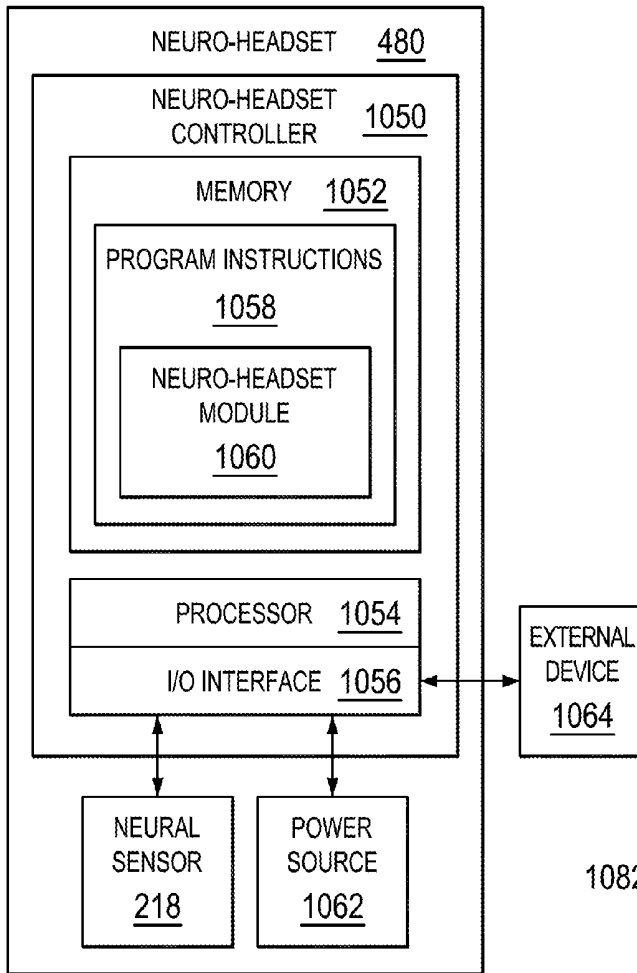 NEURO-HEADSET 480
NEURO-HEADSET
CONTROLLER 1050
MEMORY 1052
PROGRAM INSTRUCTIONS
1058
NEURO-HEADSET
MODULE
1060
PROCESSOR 1054
I/O INTERFACE 1056
EXTERNAL
DEVICE
1064
NEURAL
SENSOR
218
POWER
SOURCE
1062
1082